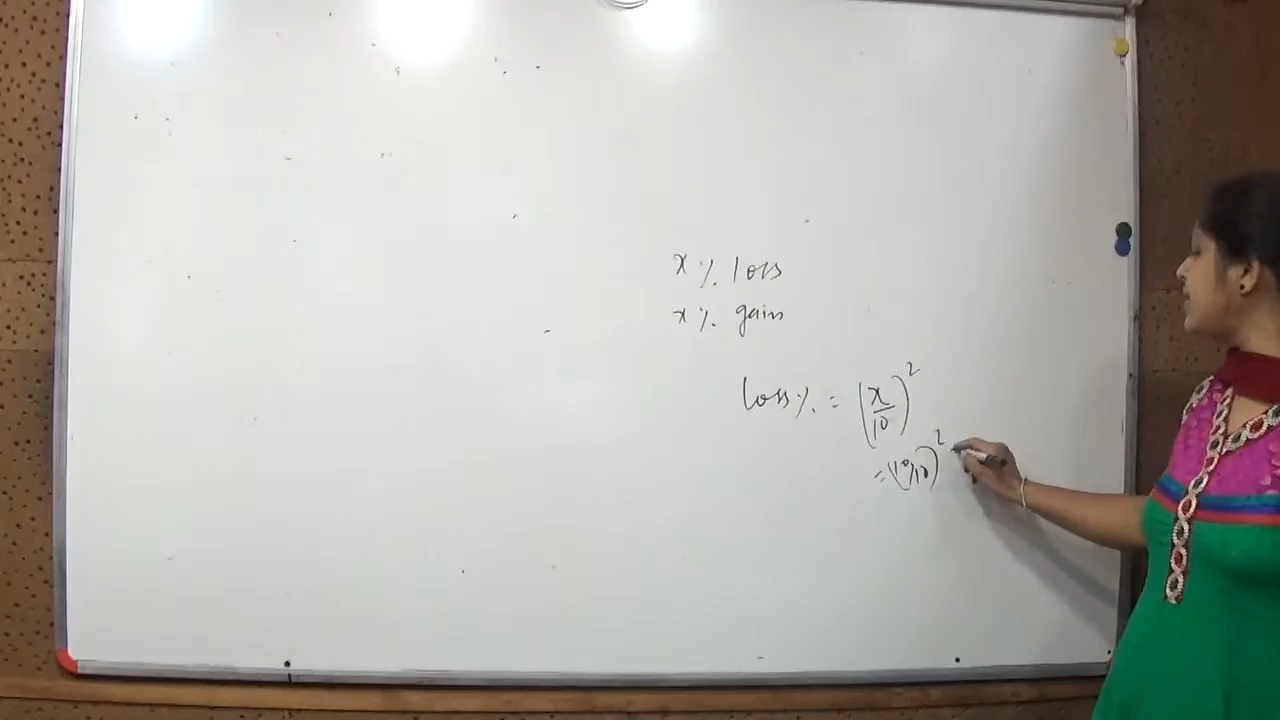 x % loss
x % gain
loss % = (x/10)²
= (10/10)²